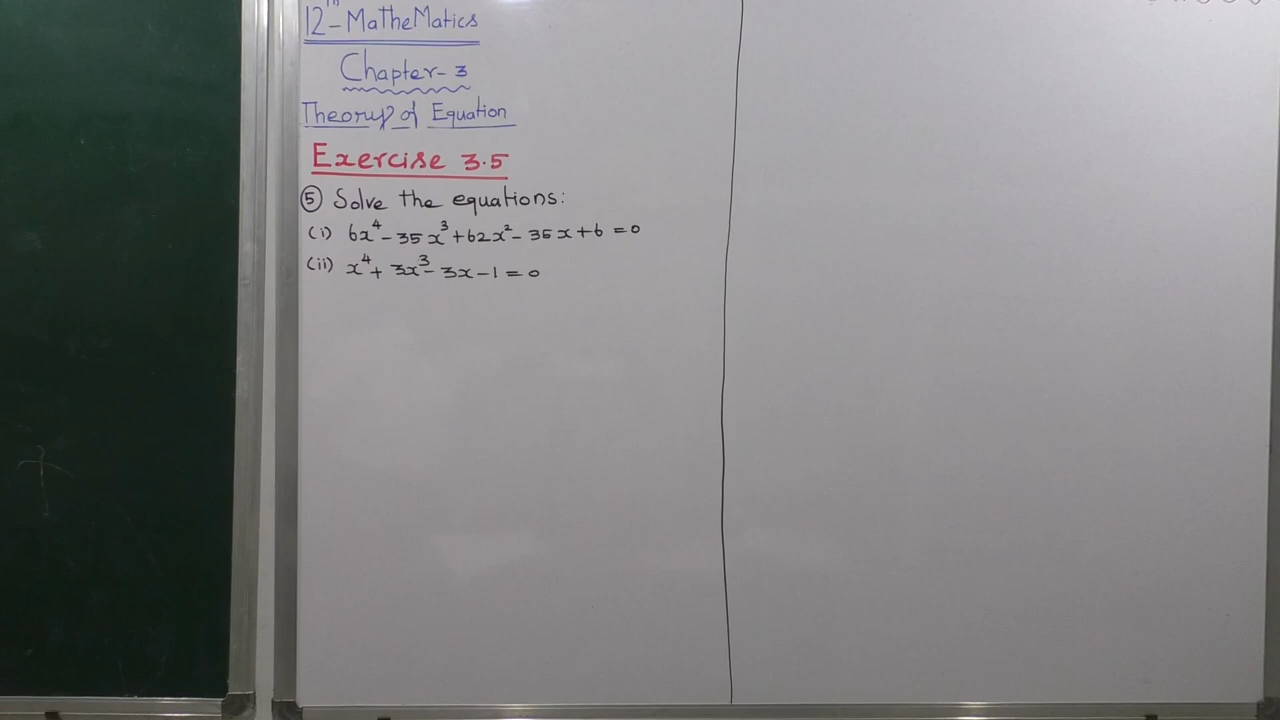 12th-MatheMatics
Chapter-3
Theory of Equation
Exercise 3.5
⑤ Solve the equations:
(i) 6x⁴-35x³+62x²-35x+6=0
(ii) x⁴+3x³-3x-1=0